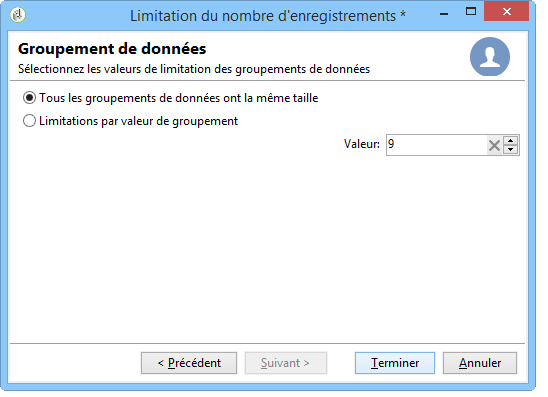 Limitation du nombre d'enregistrements *
Groupement de données
Sélectionnez les valeurs de limitation des groupements de données
Tous les groupements de données ont la même taille
Limitations par valeur de groupement
Valeur: 9
< Précédent Suivant > Terminer Annuler